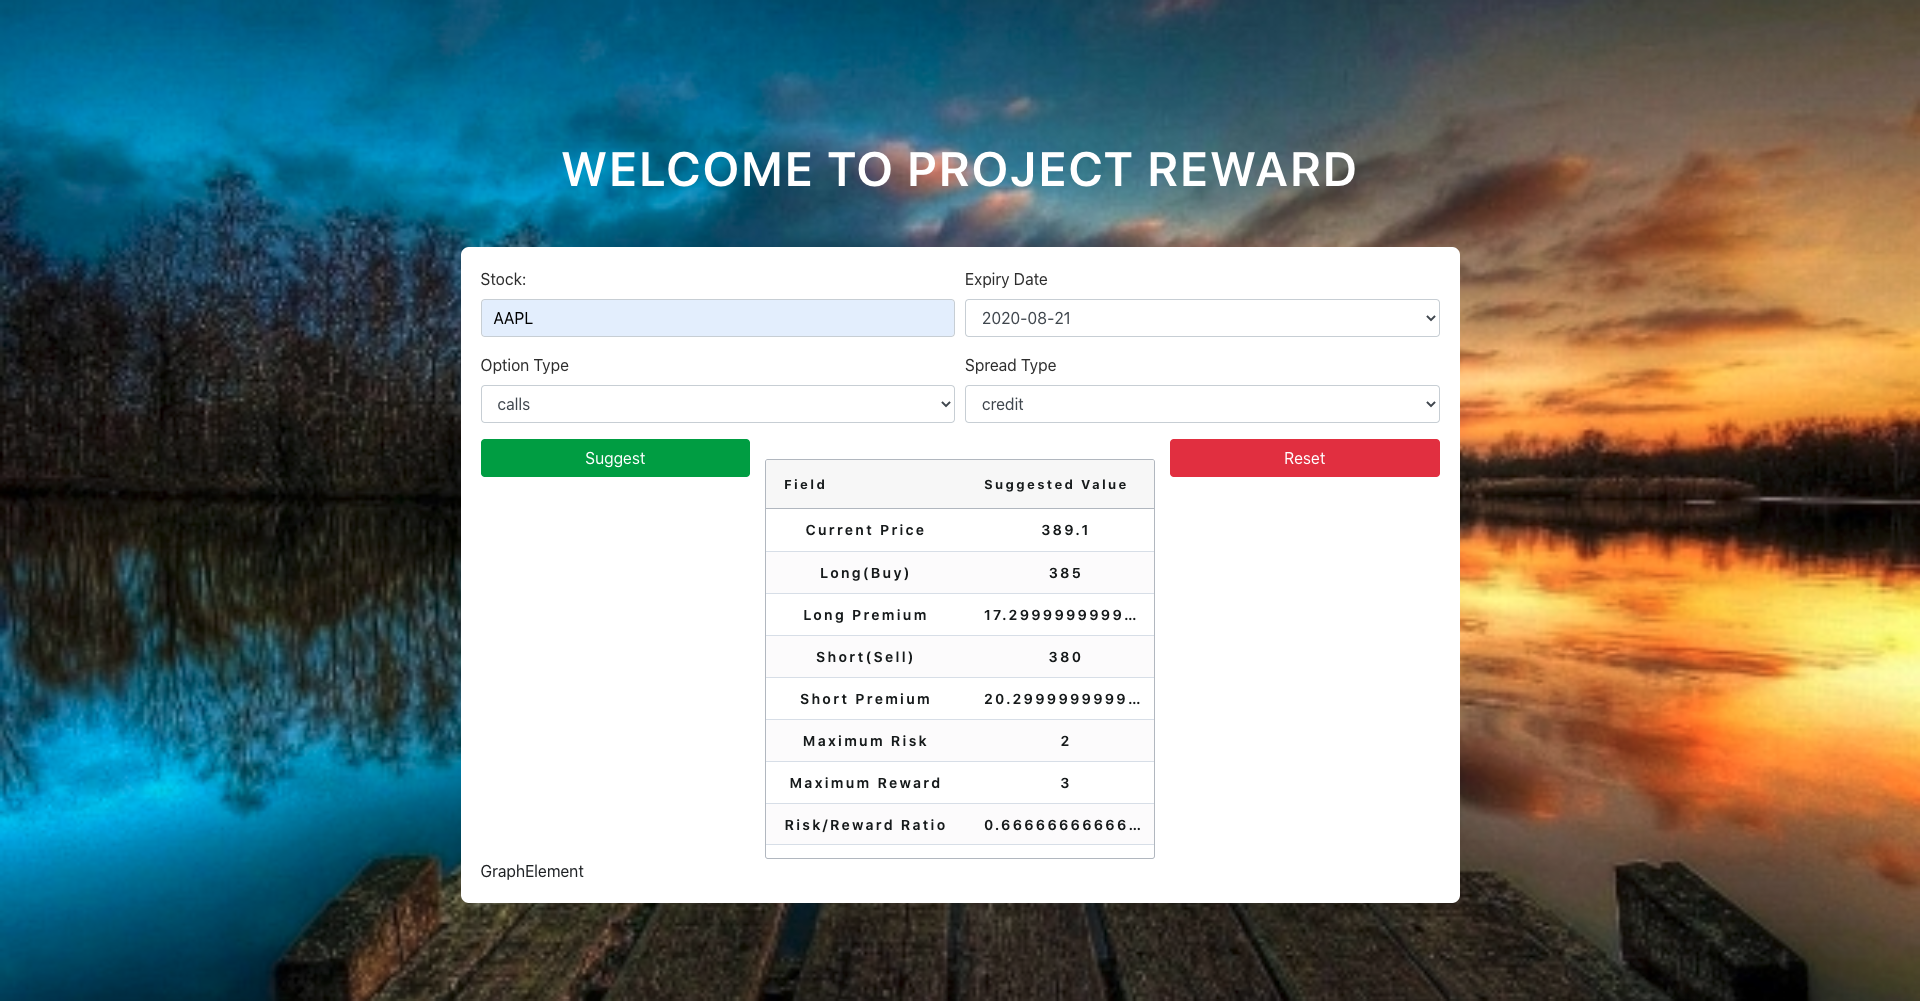 WELCOME TO PROJECT REWARD
Stock:
Expiry Date
AAPL
2020-08-21
Option Type
Spread Type
calls
credit
Suggest
Reset
Field
Suggested Value
Current Price
389.1
Long(Buy)
385
Long Premium
17.2999999999...
Short(Sell)
380
Short Premium
20.2999999999...
Maximum Risk
2
Maximum Reward
3
Risk/Reward Ratio
0.66666666666...
GraphElement